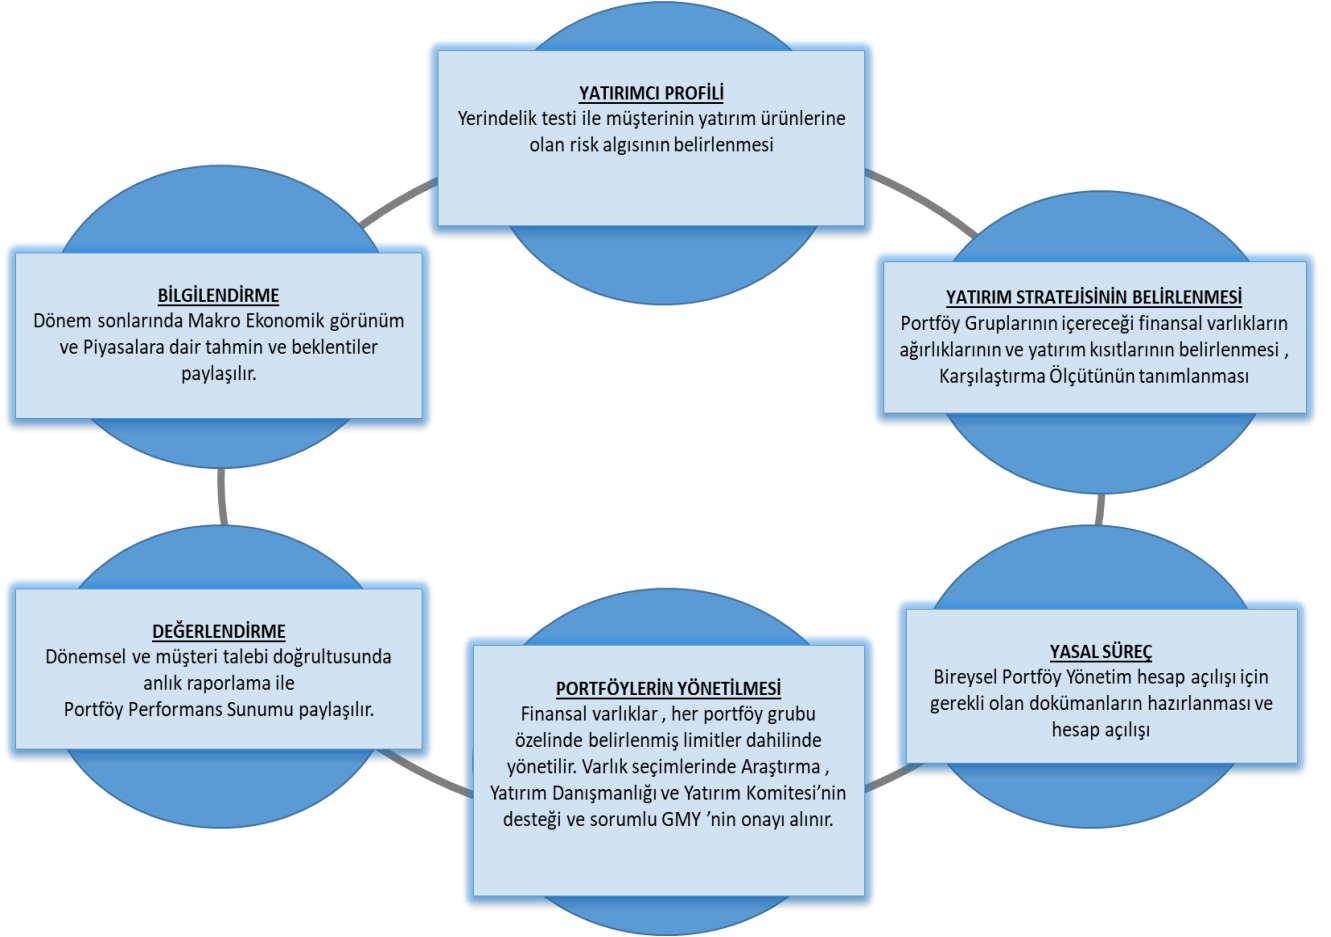 YATIRIMCI PROFİLİ
Yerindelik testi ile müşterinin yatırım ürünlerine
olan risk algısının belirlenmesi
YATIRIM STRATEJİSİNİN BELİRLENMESİ
Portföy Gruplarının içereceği finansal varlıkların
ağırlıklarının ve yatırım kısıtlarının belirlenmesi ,
Karşılaştırma Ölçütünün tanımlanması
YASAL SÜREÇ
Bireysel Portföy Yönetim hesap açılışı için
gerekli olan dokümanların hazırlanması ve
hesap açılışı
PORTFÖYLERİN YÖNETİLMESİ
Finansal varlıklar , her portföy grubu
özelinde belirlenmiş limitler dahilinde
yönetilir. Varlık seçimlerinde Araştırma ,
Yatırım Danışmanlığı ve Yatırım Komitesi’nin
desteği ve sorumlu GMY ’nin onayı alınır.
DEĞERLENDİRME
Dönemsel ve müşteri talebi doğrultusunda
anlık raporlama ile
Portföy Performans Sunumu paylaşılır.
BİLGİLENDİRME
Dönem sonlarında Makro Ekonomik görünüm
ve Piyasalara dair tahmin ve beklentiler
paylaşılır.